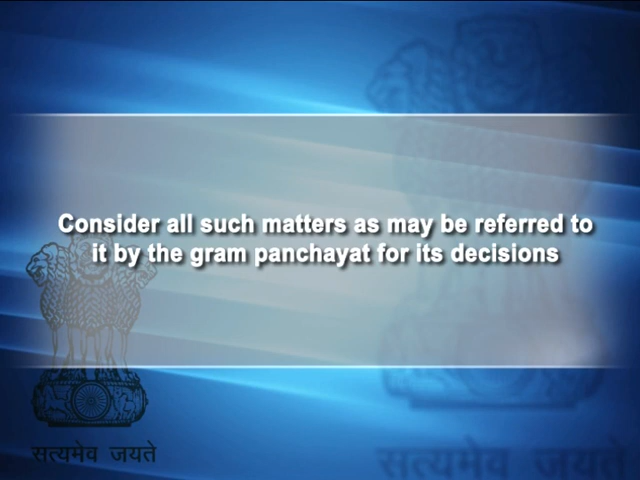 Consider all such matters as may be referred to
it by the gram panchayat for its decisions
सत्यमेव जयते
सत्यमेव जयते